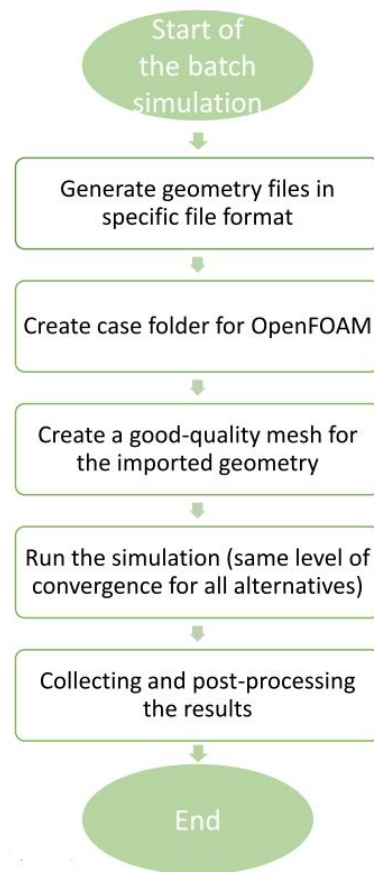 Start of
the batch
simulation
Generate geometry files in
specific file format
Create case folder for OpenFOAM
Create a good-quality mesh for
the imported geometry
Run the simulation (same level of
convergence for all alternatives)
Collecting and post-processing
the results
End